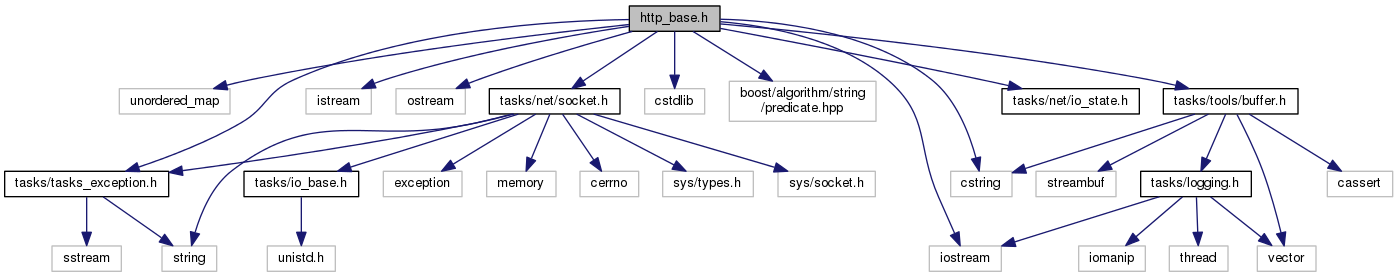 http_base.h
unordered_map
istream
ostream
tasks/net/socket.h
cstdlib
boost/algorithm/string
/predicate.hpp
tasks/net/io_state.h
tasks/tools/buffer.h
tasks/tasks_exception.h
tasks/io_base.h
exception
memory
cerrno
sys/types.h
sys/socket.h
cstring
streambuf
tasks/logging.h
cassert
sstream
string
unistd.h
iostream
iomanip
thread
vector